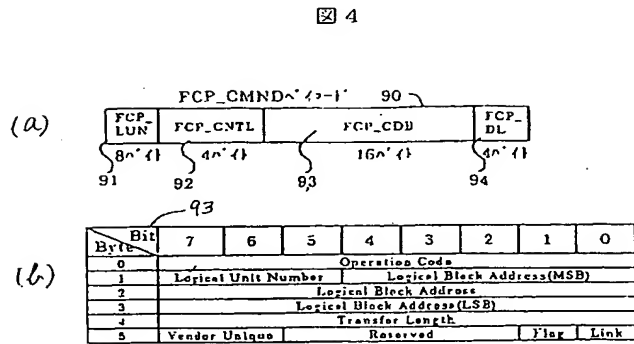 図 4
(a)
FCP_CMNDペイロード 90
FCP_LUN FCP_CNTL FCP_CDB FCP_DL
8バイト 4バイト 16バイト 4バイト
91 92 93 94
93
(b)
Byte Bit 7 6 5 4 3 2 1 0
0 Operation Code
1 Logical Unit Number Logical Block Address(MSB)
2 Logical Block Address
3 Logical Block Address(LSB)
4 Transfer Length
5 Vendor Unique Reserved Flag Link